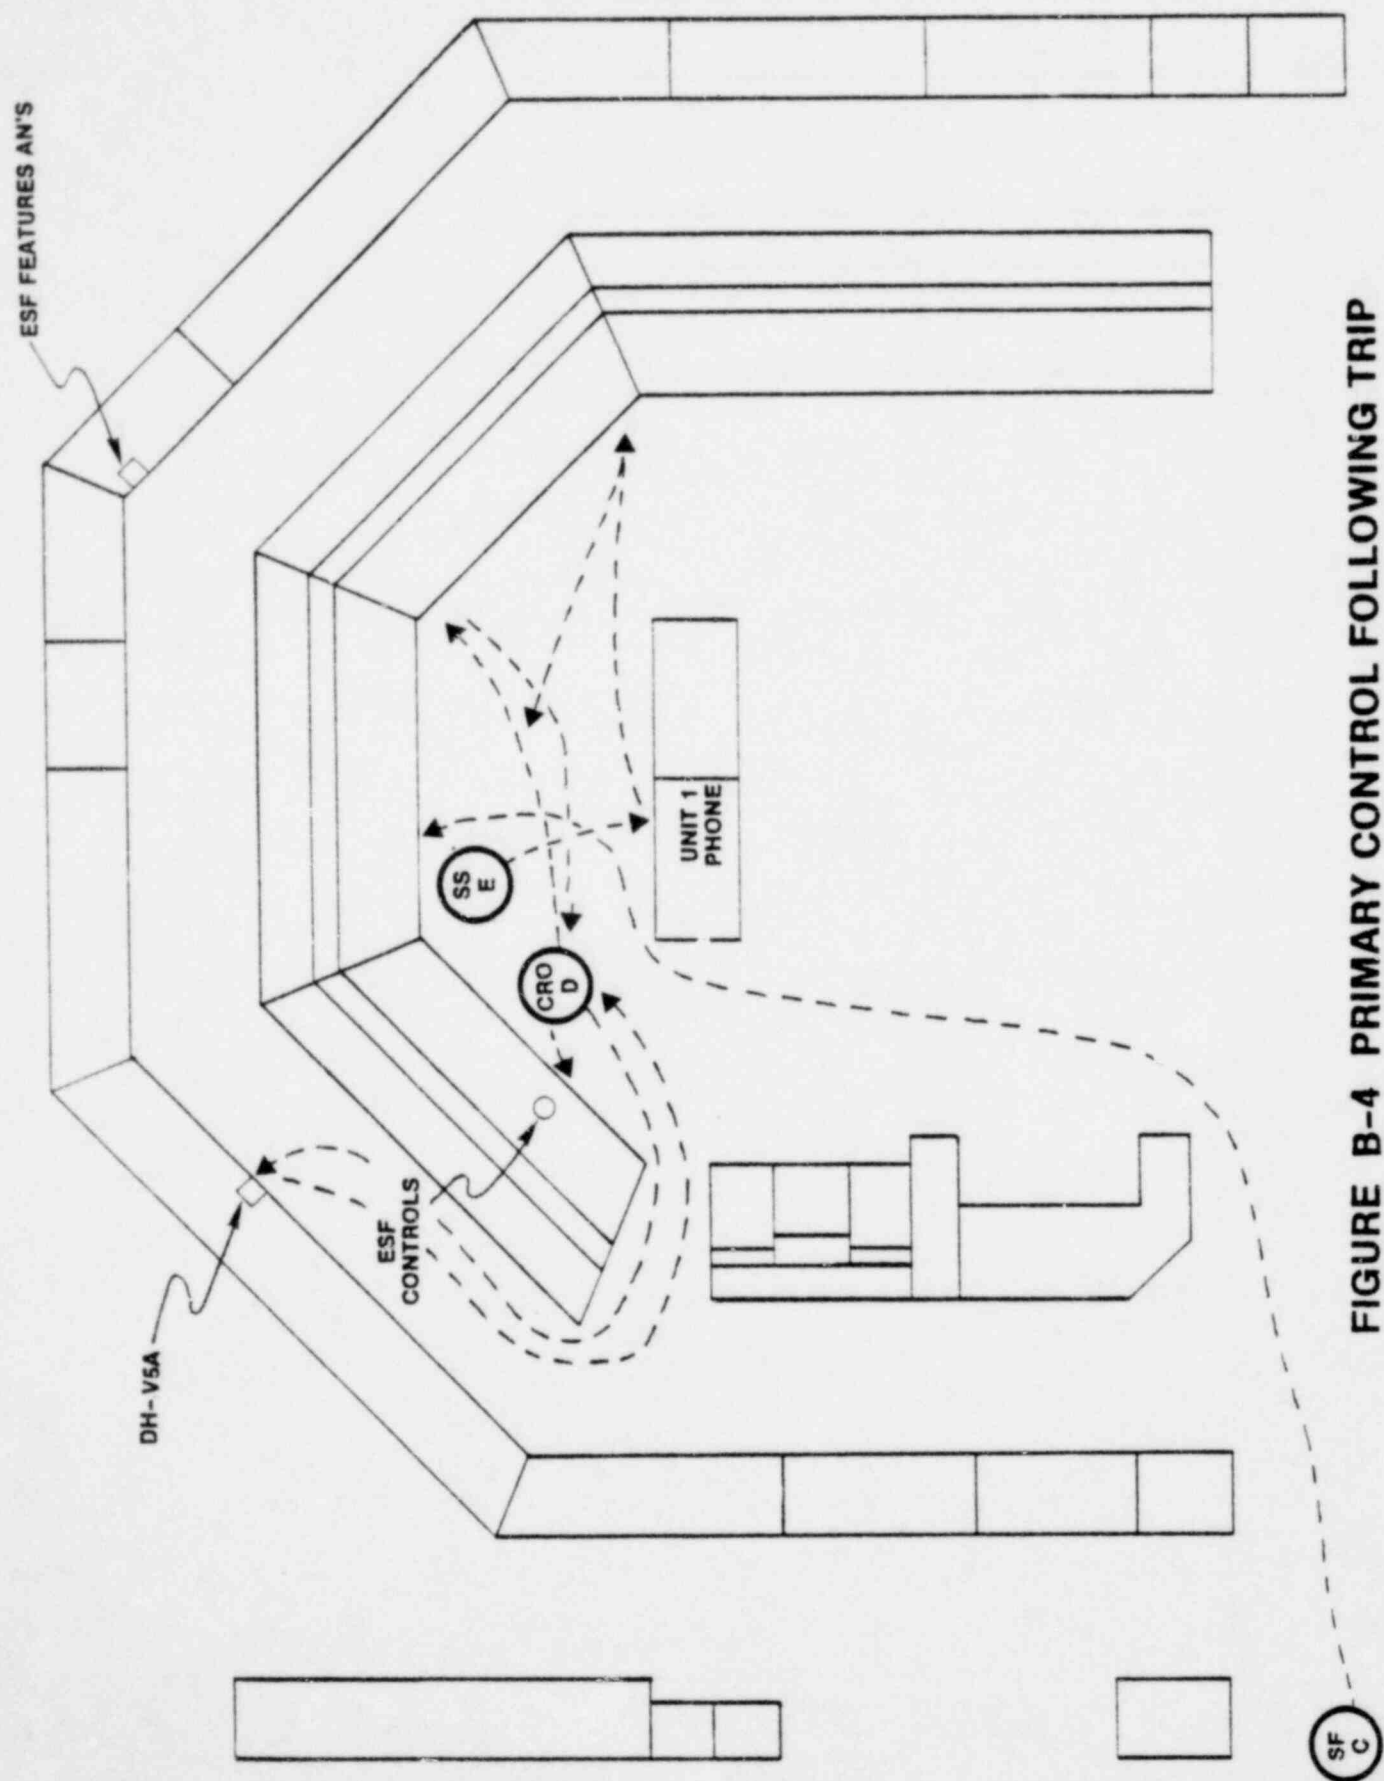 ESF FEATURES AN'S
DH-V5A
ESF
CONTROLS
SS
E
CRO
D
UNIT 1
PHONE
SF
C
FIGURE B-4 PRIMARY CONTROL FOLLOWING TRIP